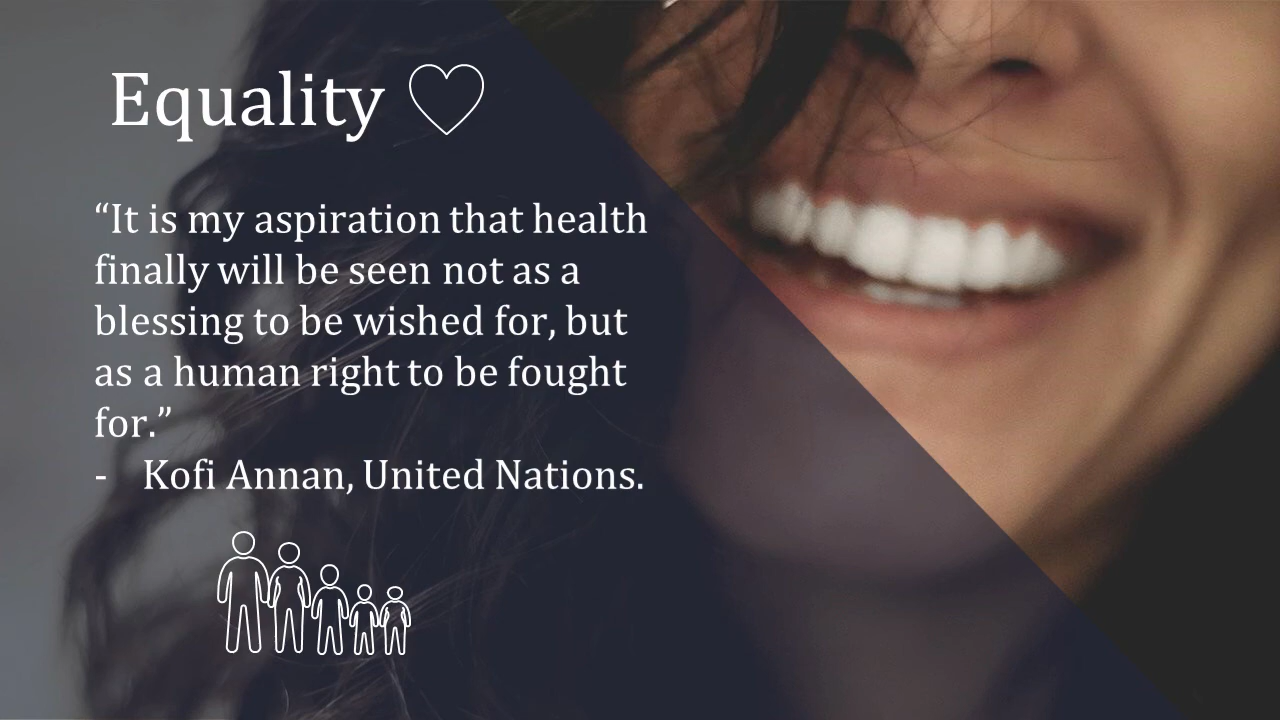 Equality
“It is my aspiration that health
finally will be seen not as a
blessing to be wished for, but
as a human right to be fought
for.”
- Kofi Annan, United Nations.